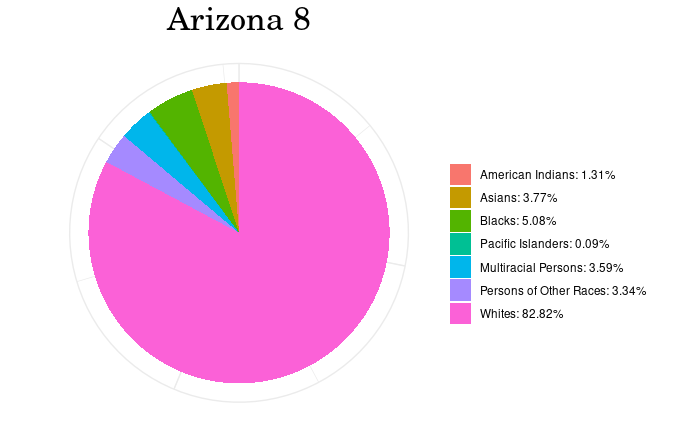 Arizona 8
American Indians: 1.31%
Asians: 3.77%
Blacks: 5.08%
Pacific Islanders: 0.09%
Multiracial Persons: 3.59%
Persons of Other Races: 3.34%
Whites: 82.82%